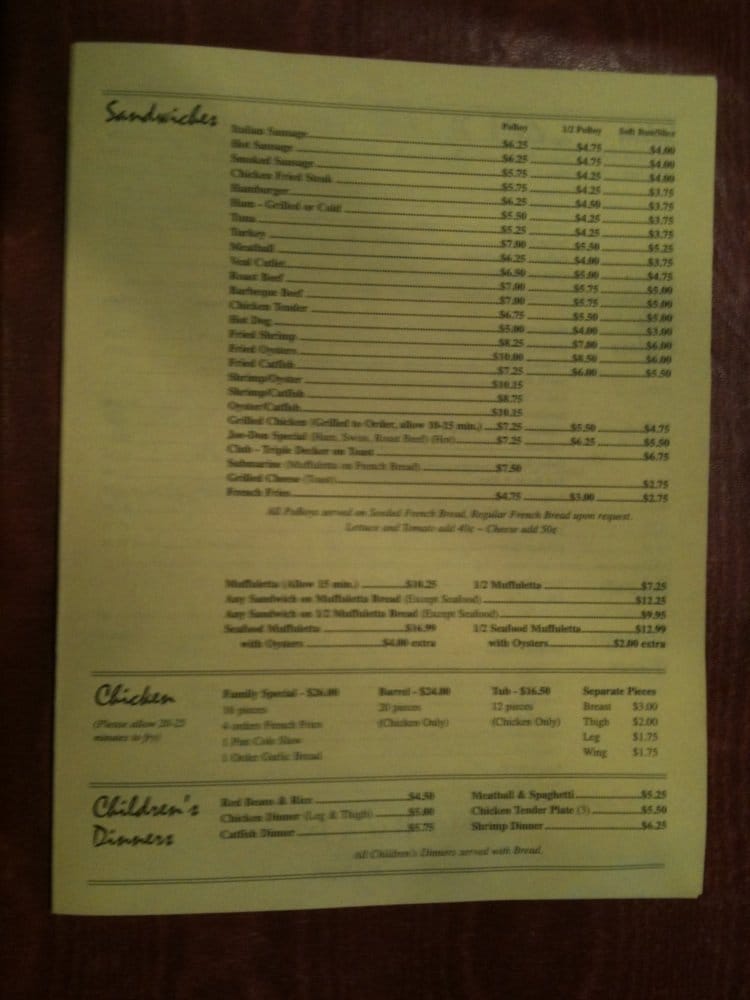 Sandwiches
PoBoy 1/2 PoBoy Soft Bun/Slice
Italian Sausage $6.25 $4.75 $4.00
Hot Sausage $6.25 $4.75 $4.00
Smoked Sausage $5.75 $4.25 $4.00
Chicken Fried Steak $5.75 $4.25 $3.75
Hamburger $6.25 $4.50 $3.75
Ham - Grilled or Cold $5.50 $4.25 $3.75
Tuna $5.25 $4.25 $3.75
Turkey $7.00 $5.50 $5.25
Meatball $6.25 $4.00 $3.75
Veal Cutlet $6.50 $5.00 $4.75
Roast Beef $7.00 $5.75 $5.00
Barbeque Beef $7.00 $5.75 $5.00
Chicken Tender $6.75 $5.50 $5.00
Hot Dog $5.00 $4.00 $3.00
Fried Shrimp $8.25 $7.00 $6.00
Fried Oysters $10.00 $8.50 $6.00
Fried Catfish $7.25 $6.00 $5.50
Shrimp/Oyster $10.15
Shrimp/Catfish $8.75
Oyster/Catfish $10.15
Grilled Chicken (Grilled to Order, allow 10-15 min.) $7.25 $5.50 $4.75
Joe-Don Special (Ham, Swiss, Roast Beef) (Hot) $7.25 $6.25 $5.50
Club - Triple Decker on Toast $6.75
Submarine (Muffuletta on French Bread) $7.50
Grilled Cheese (Toast) $2.75
French Fries $4.75 $3.00 $2.75
All PoBoys served on Seeded French Bread, Regular French Bread upon request.
Lettuce and Tomato add 40¢ – Cheese add 50¢
Muffuletta (Allow 15 min.) $10.25 1/2 Muffuletta $7.25
Any Sandwich on Muffuletta Bread (Except Seafood) $12.25
Any Sandwich on 1/2 Muffuletta Bread (Except Seafood) $9.95
Seafood Muffuletta $16.99 1/2 Seafood Muffuletta $12.99
with Oysters $4.00 extra with Oysters $2.00 extra
Chicken
(Please allow 20-25
minutes to fry)
Family Special - $26.00
16 pieces
4 orders French Fries
1 Pint Cole Slaw
1 Order Garlic Bread
Barrel - $24.00
20 pieces
(Chicken Only)
Tub - $16.50
12 pieces
(Chicken Only)
Separate Pieces
Breast $3.00
Thigh $2.00
Leg $1.75
Wing $1.75
Children's
Dinners
Red Beans & Rice $4.50 Meatball & Spaghetti $5.25
Chicken Dinner (Leg & Thigh) $5.00 Chicken Tender Plate (3) $5.50
Catfish Dinner $5.75 Shrimp Dinner $6.25
All Children's Dinners served with Bread.